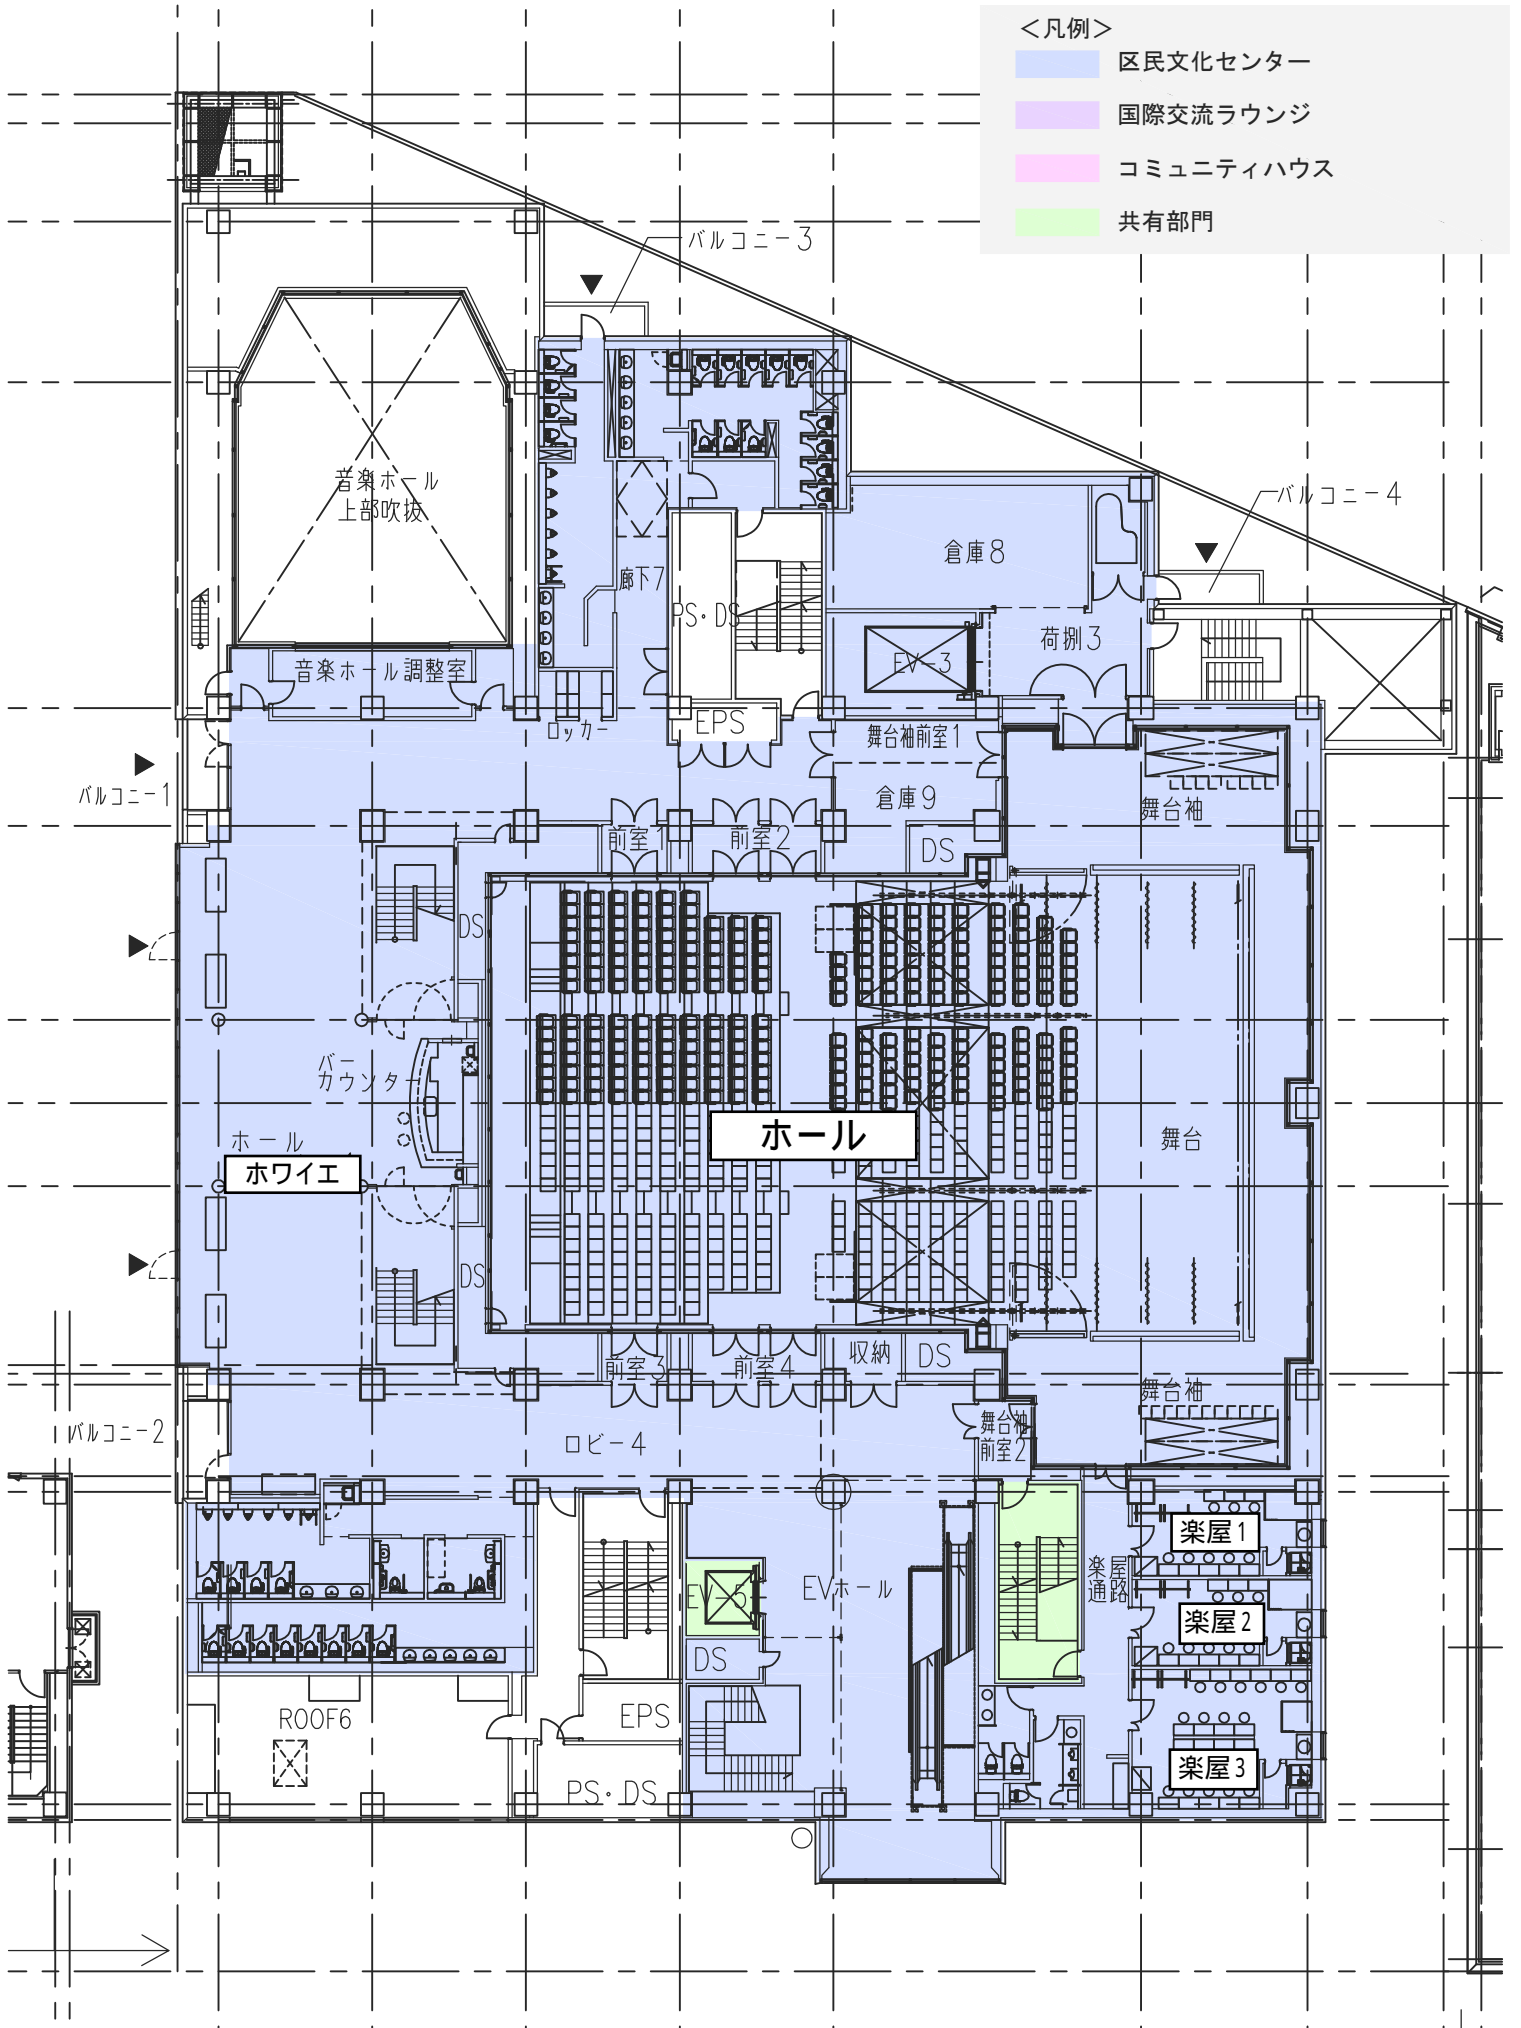 ＜凡例＞
区民文化センター
国際交流ラウンジ
コミュニティハウス
共有部門
バルコニー3
音楽ホール
上部吹抜
バルコニー4
倉庫8
廊下7
PS・DS
荷捌3
EV-3
音楽ホール調整室
ロッカー
EPS
舞台袖前室1
バルコニー1
倉庫9
舞台袖
前室1
前室2
DS
DS
バー
カウンター
ホール
ホール
舞台
ホワイエ
DS
前室3
前室4
収納
DS
舞台袖
バルコニー2
ロビー4
舞台袖
前室2
楽屋1
楽屋
通路
EV-5
EVホール
楽屋2
DS
ROOF6
EPS
楽屋3
PS・DS